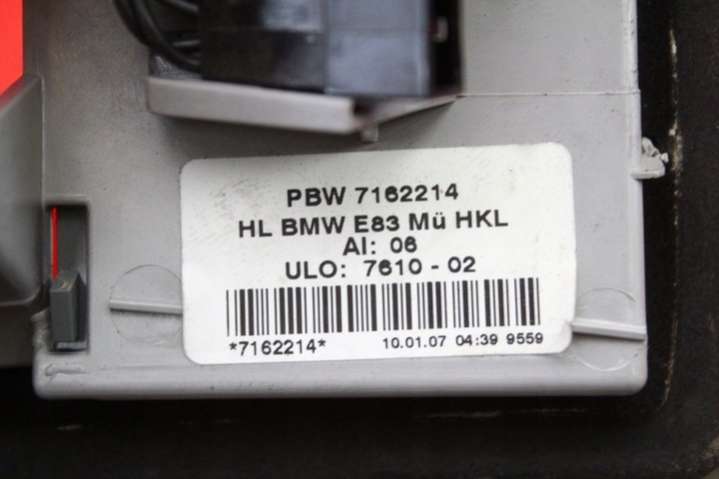 PBW 7162214
HL BMW E83 Mü HKL
AI: 06
ULO: 7610 - 02
*7162214* 10.01.07 04:39 9559